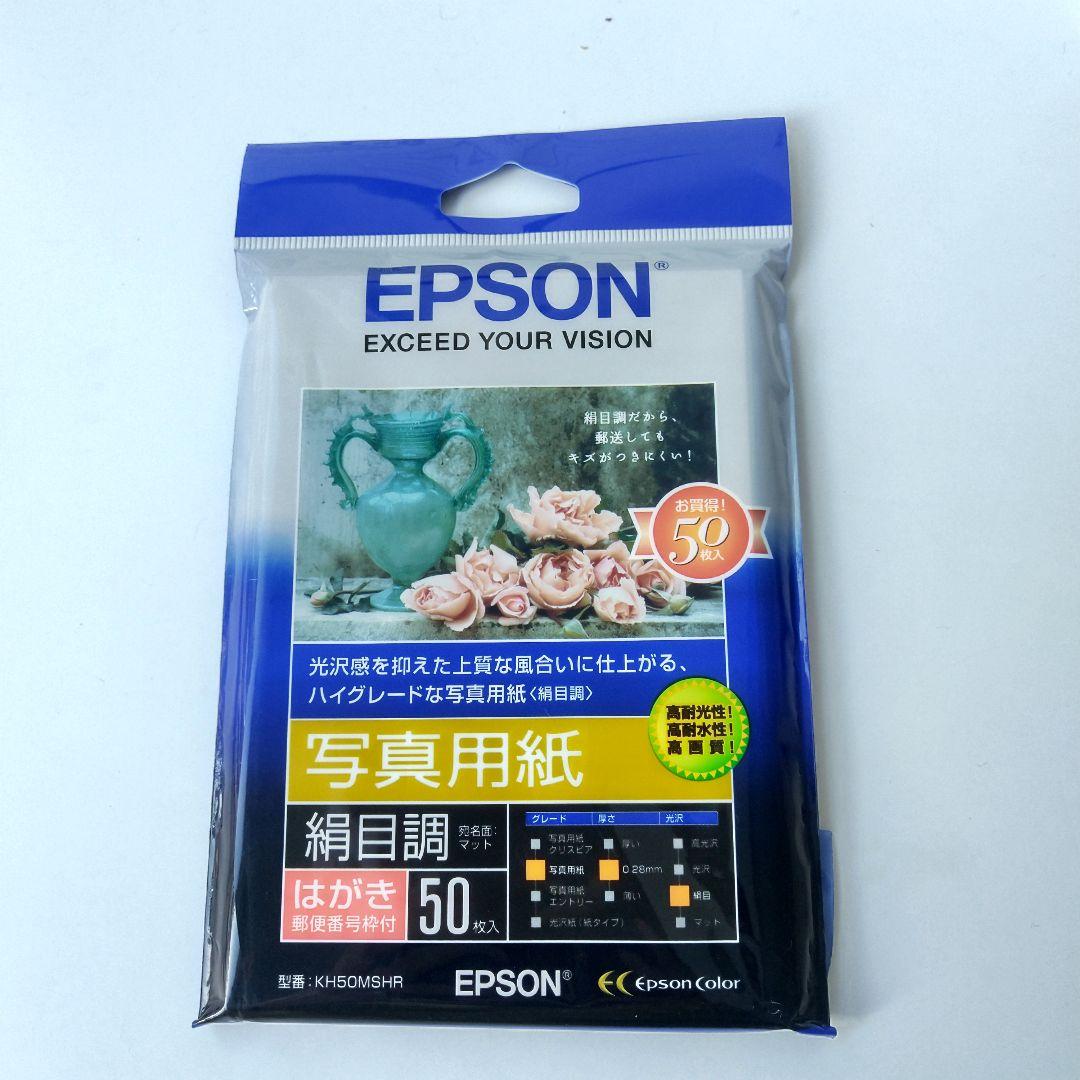 EPSON®
EXCEED YOUR VISION
絹目調だから、
郵送しても
キズがつきにくい!
お買得!
50
枚入
光沢感を抑えた上質な風合いに仕上がる、
ハイグレードな写真用紙〈絹目調〉
高耐光性!
高耐水性!
高画質!
写真用紙
絹目調
宛名面:
マット
はがき
郵便番号枠付
50枚入
グレード 厚さ 光沢
写真用紙
クリスピア 厚い 高光沢
写真用紙 0.28mm 光沢
写真用紙
エントリー 薄い 絹目
光沢紙(紙タイプ) マット
型番:KH50MSHR
EPSON®
EC Epson Color